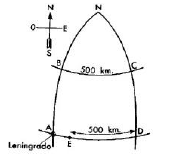 N
N
O E
S
B 500 km. C
A 500 km. D
E
Leningrado